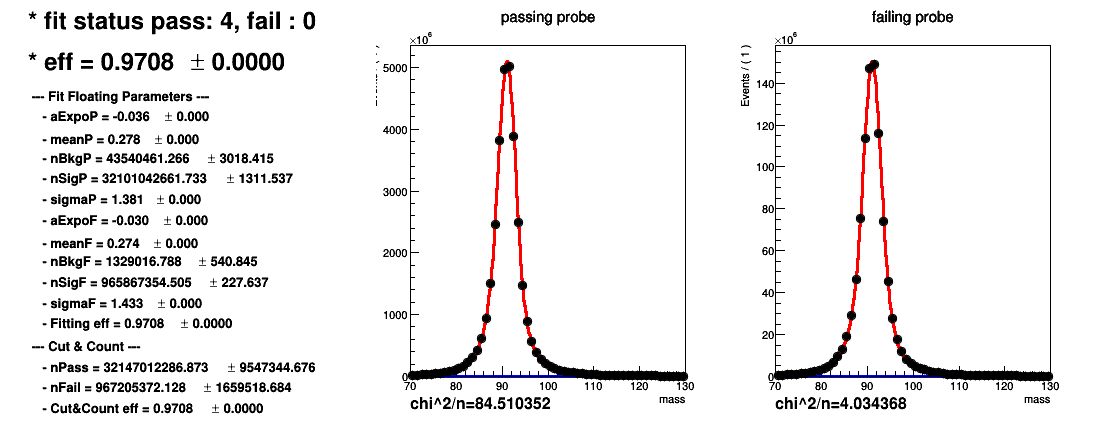 * fit status pass: 4, fail : 0
* eff = 0.9708 ± 0.0000
--- Fit Floating Parameters ---
- aExpoP = -0.036 ± 0.000
- meanP = 0.278 ± 0.000
- nBkgP = 43540461.266 ± 3018.415
- nSigP = 32101042661.733 ± 1311.537
- sigmaP = 1.381 ± 0.000
- aExpoF = -0.030 ± 0.000
- meanF = 0.274 ± 0.000
- nBkgF = 1329016.788 ± 540.845
- nSigF = 965867354.505 ± 227.637
- sigmaF = 1.433 ± 0.000
- Fitting eff = 0.9708 ± 0.0000
--- Cut & Count ---
- nPass = 32147012286.873 ± 9547344.676
- nFail = 967205372.128 ± 1659518.684
- Cut&Count eff = 0.9708 ± 0.0000
passing probe
×10⁶
5000
4000
3000
2000
1000
0
70 80 90 100 110 120 130
mass
chi^2/n=84.510352
failing probe
×10⁶
Events / ( 1 )
140
120
100
80
60
40
20
0
70 80 90 100 110 120 130
mass
chi^2/n=4.034368